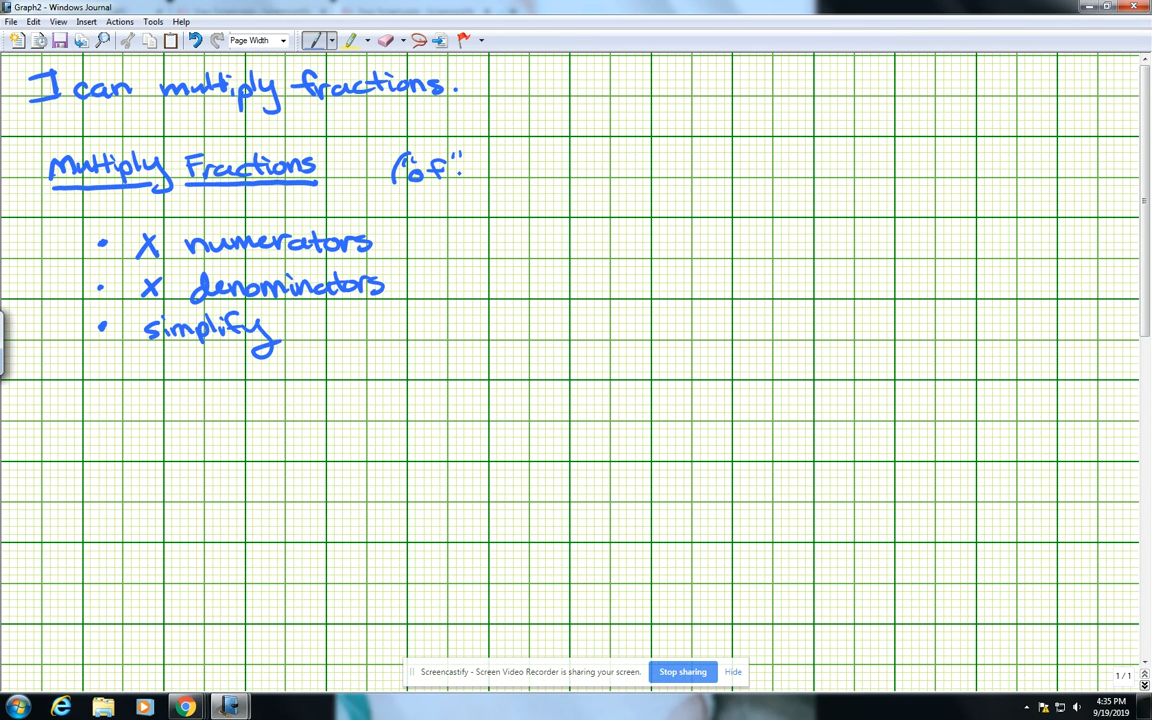 Graph2 - Windows Journal
File Edit View Insert Actions Tools Help
Page Width
I can multiply fractions.
Multiply Fractions ("of".
• X numerators
• x denominators
• simplify
Screencastify - Screen Video Recorder is sharing your screen. Stop sharing Hide
1 / 1
4:35 PM
9/19/2019